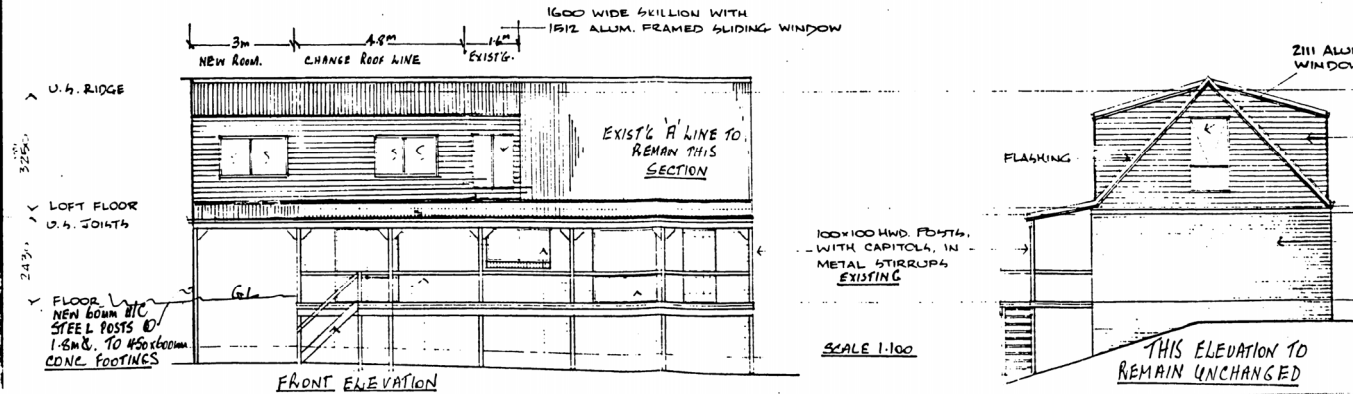 1600 WIDE SKILLION WITH
1512 ALUM. FRAMED SLIDING WINDOW
3m
4.8m
1.6m
NEW ROOM.
CHANGE ROOF LINE
EXIST'G.
U.S. RIDGE
LOFT FLOOR
U.S. JOISTS
EXIST'G 'A' LINE TO
REMAIN THIS
SECTION
S
S
S
S
FLOOR
GL
NEW 60mm
STEEL POSTS @
1.8m TO 450x600mm
CONC FOOTINGS
FRONT ELEVATION
100x100 HWD. POSTS,
WITH CAPITOLS, IN
METAL STIRRUPS
EXISTING
SCALE 1:100
2111 ALU
WINDOW
FLASHING
THIS ELEVATION TO
REMAIN UNCHANGED